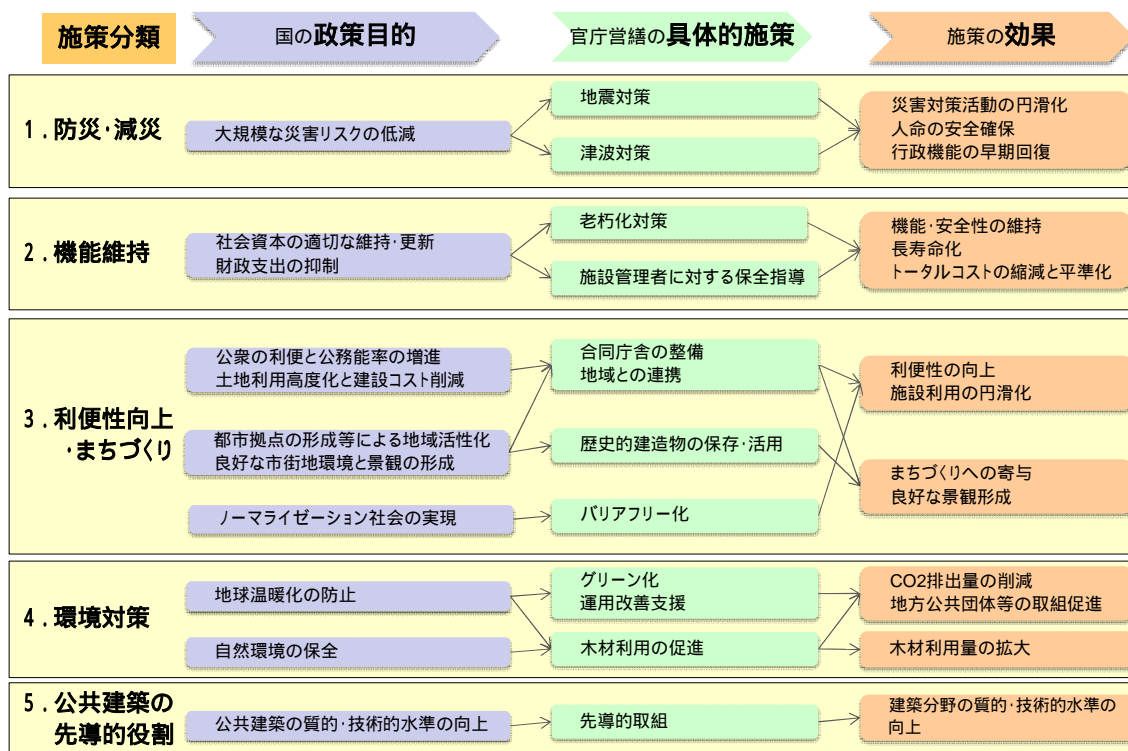 施策分類
国の政策目的
官庁営繕の具体的施策
施策の効果
1.防災・減災
大規模な災害リスクの低減
地震対策
津波対策
災害対策活動の円滑化
人命の安全確保
行政機能の早期回復
2.機能維持
社会資本の適切な維持・更新
財政支出の抑制
老朽化対策
施設管理者に対する保全指導
機能・安全性の維持
長寿命化
トータルコストの縮減と平準化
3.利便性向上
・まちづくり
公衆の利便と公務能率の増進
土地利用高度化と建設コスト削減
都市拠点の形成等による地域活性化
良好な市街地環境と景観の形成
ノーマライゼーション社会の実現
合同庁舎の整備
地域との連携
歴史的建造物の保存・活用
バリアフリー化
利便性の向上
施設利用の円滑化
まちづくりへの寄与
良好な景観形成
4.環境対策
地球温暖化の防止
自然環境の保全
グリーン化
運用改善支援
木材利用の促進
CO2排出量の削減
地方公共団体等の取組促進
木材利用量の拡大
5.公共建築の
先導的役割
公共建築の質的・技術的水準の向上
先導的取組
建築分野の質的・技術的水準の
向上